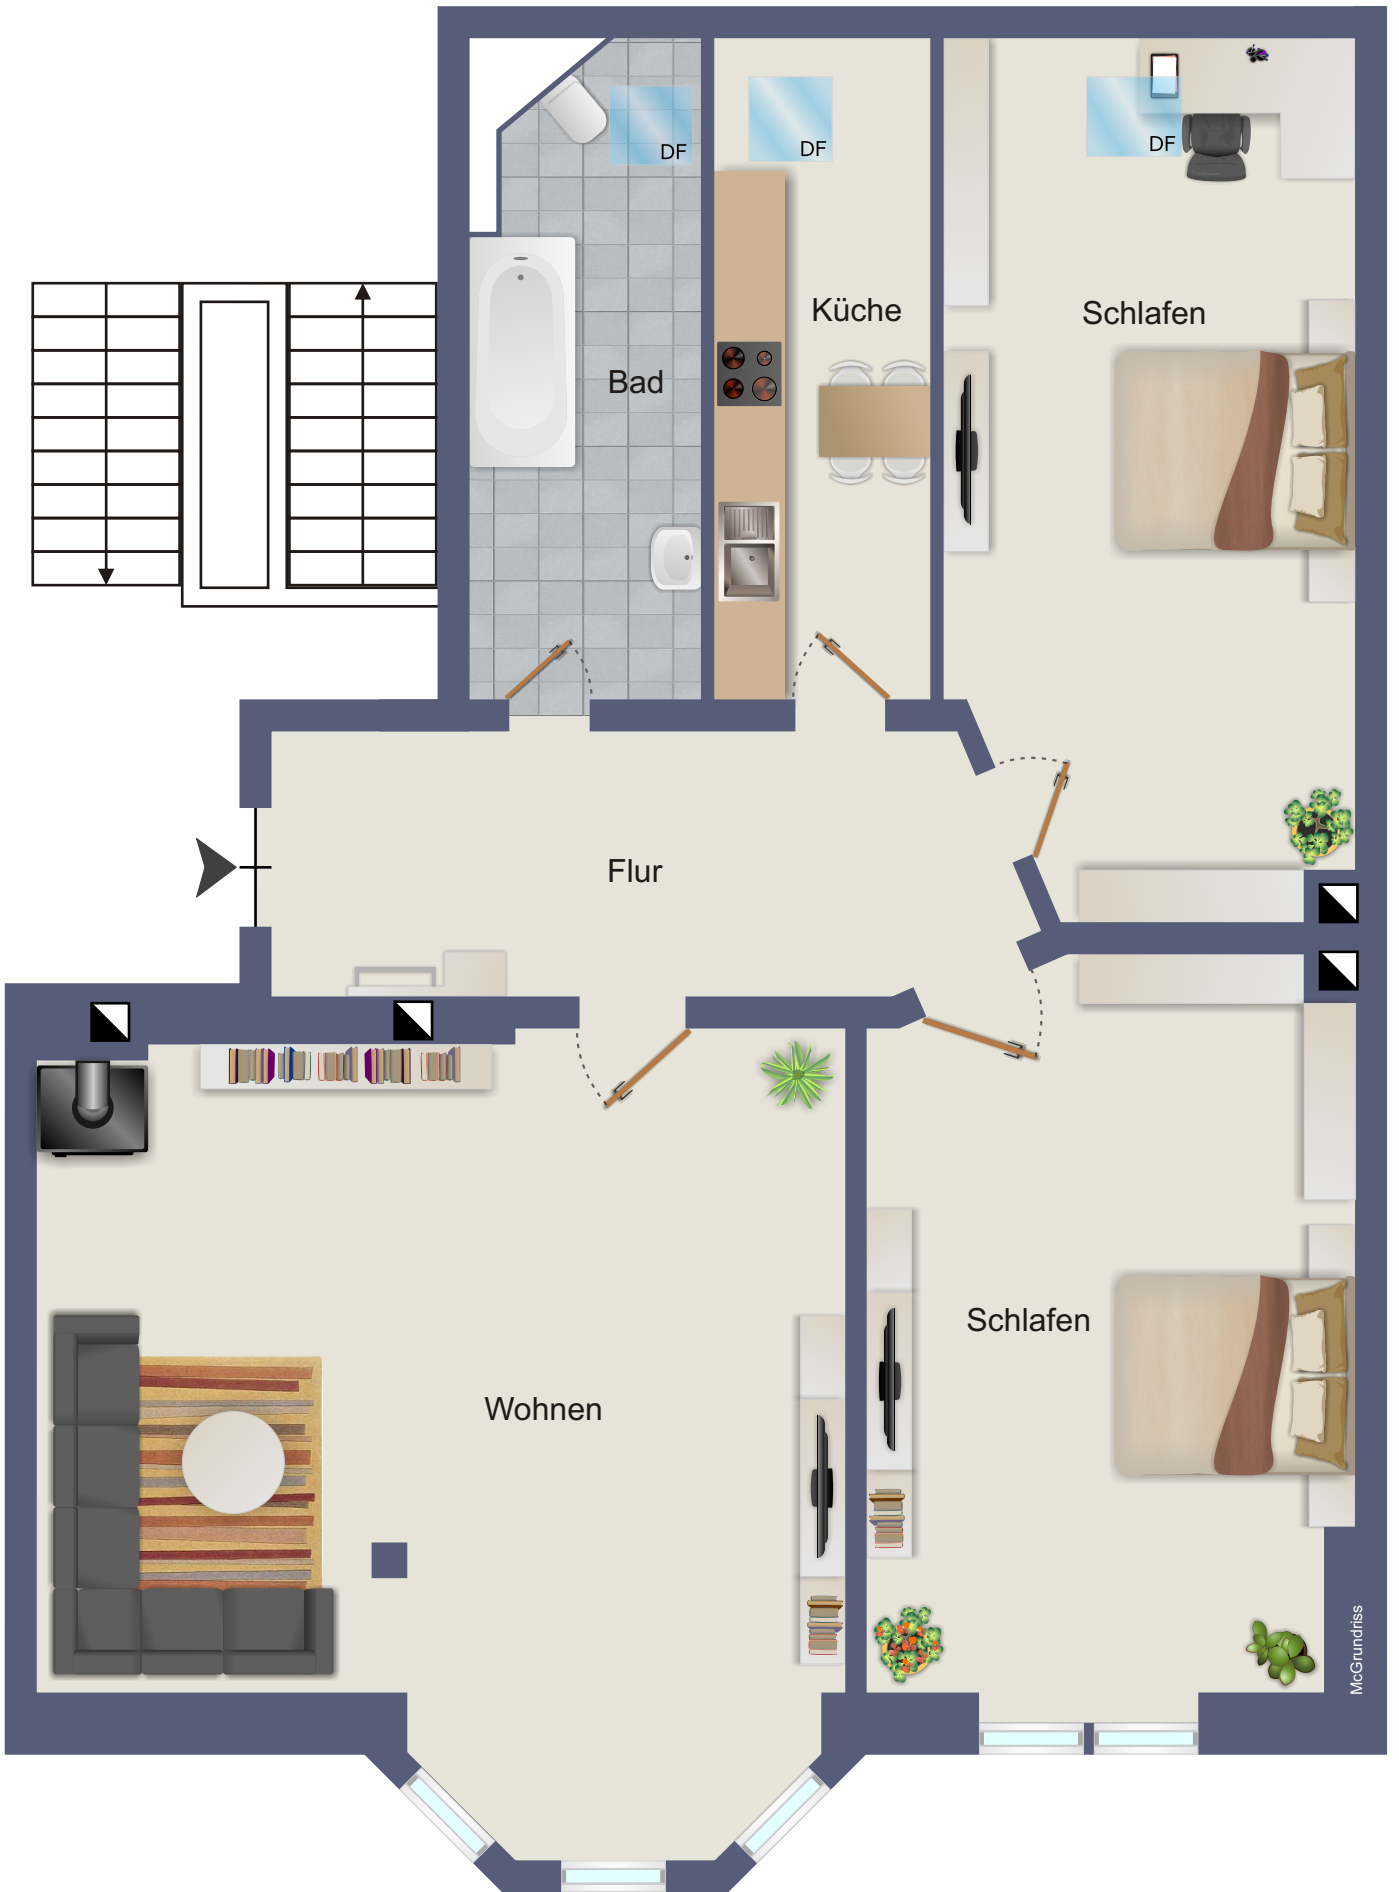 DF
DF
DF
Küche
Schlafen
Bad
Flur
Schlafen
Wohnen
McGrundriss